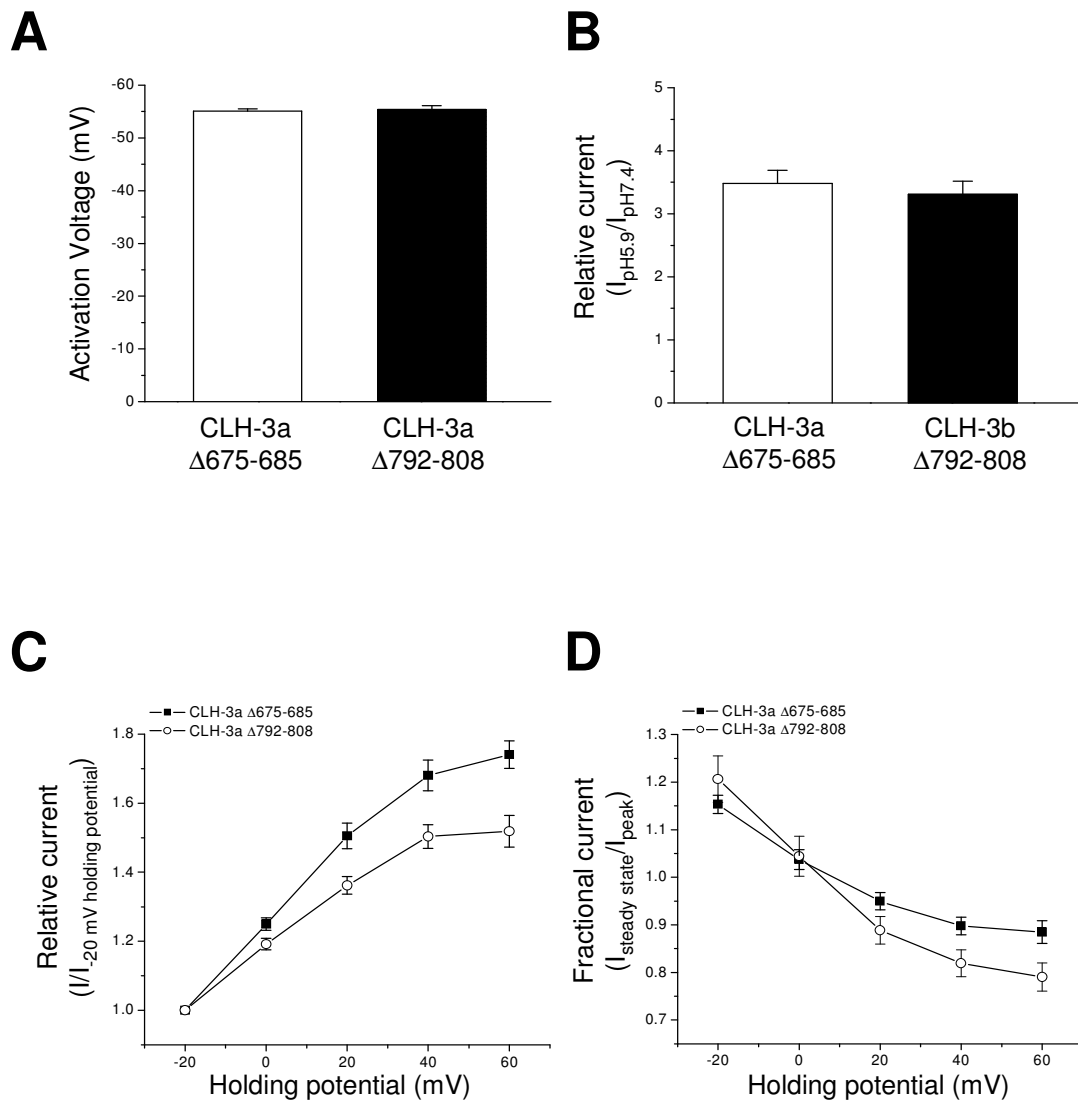 A
Activation Voltage (mV)
-60
-50
-40
-30
-20
-10
0
CLH-3a
Δ675-685
CLH-3a
Δ792-808
B
Relative current
(IpH5.9/IpH7.4)
5
4
3
2
1
0
CLH-3a
Δ675-685
CLH-3b
Δ792-808
C
CLH-3a Δ675-685
CLH-3a Δ792-808
Relative current
(I/I-20 mV holding potential)
1.8
1.6
1.4
1.2
1.0
-20 0 20 40 60
Holding potential (mV)
D
CLH-3a Δ675-685
CLH-3a Δ792-808
Fractional current
(Isteady state/Ipeak)
1.3
1.2
1.1
1.0
0.9
0.8
0.7
-20 0 20 40 60
Holding potential (mV)